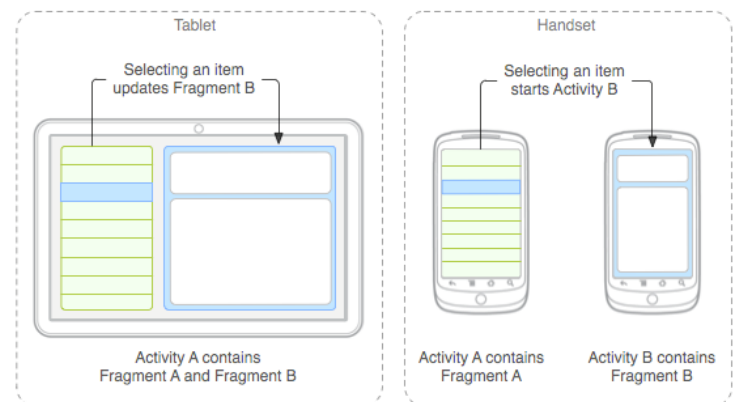 Tablet
Selecting an item
updates Fragment B
Activity A contains
Fragment A and Fragment B
Handset
Selecting an item
starts Activity B
Activity A contains
Fragment A
Activity B contains
Fragment B